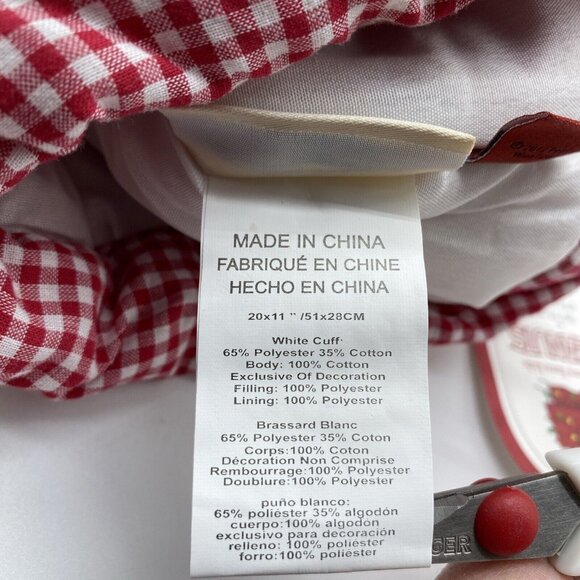 MADE IN CHINA
FABRIQUÉ EN CHINE
HECHO EN CHINA
20x11 " /51x28CM
White Cuff
65% Polyester 35% Cotton
Body: 100% Cotton
Exclusive Of Decoration
Filling: 100% Polyester
Lining: 100% Polyester
Brassard Blanc
65% Polyester 35% Coton
Corps:100% Coton
Décoration Non Comprise
Rembourrage:100% Polyester
Doublure:100% Polyester
puño blanco:
65% poliéster 35% algodón
cuerpo:100% algodón
exclusivo para decoración
relleno: 100% poliéster
forro:100% poliéster